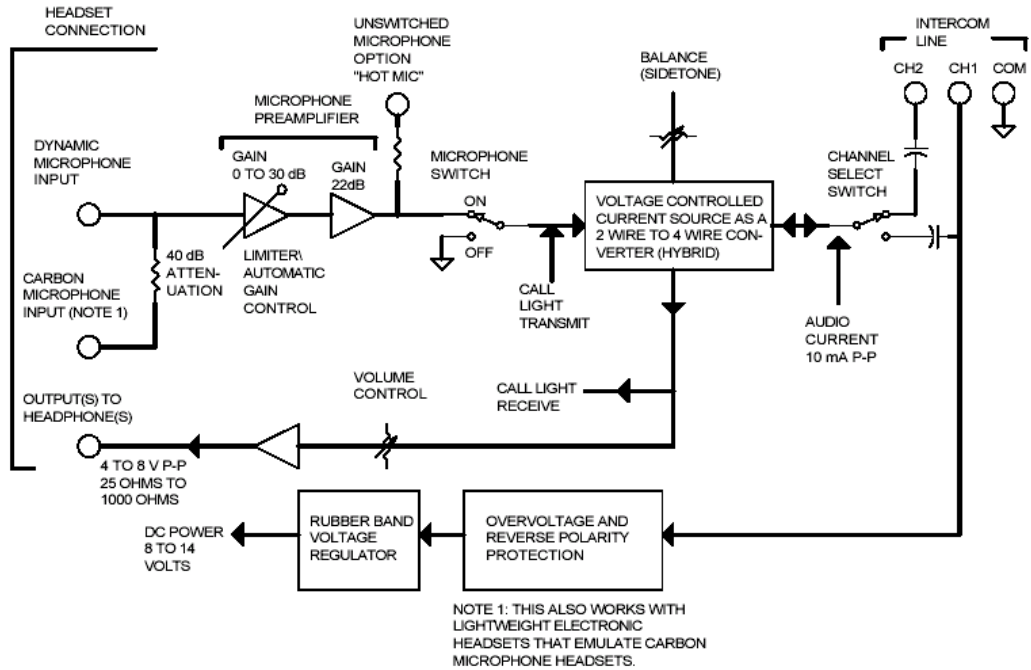 HEADSET
CONNECTION
UNSWITCHED
MICROPHONE
OPTION
"HOT MIC"
INTERCOM
LINE
CH2
CH1
COM
BALANCE
(SIDETONE)
MICROPHONE
PREAMPLIFIER
DYNAMIC
MICROPHONE
INPUT
GAIN
0 TO 30 dB
GAIN
22dB
MICROPHONE
SWITCH
ON
OFF
CHANNEL
SELECT
SWITCH
VOLTAGE CONTROLLED
CURRENT SOURCE AS A
2 WIRE TO 4 WIRE CON-
VERTER (HYBRID)
40 dB
ATTEN-
UATION
LIMITER\
AUTOMATIC
GAIN
CONTROL
CARBON
MICROPHONE
INPUT (NOTE 1)
CALL
LIGHT
TRANSMIT
AUDIO
CURRENT
10 mA P-P
OUTPUT(S) TO
HEADPHONE(S)
VOLUME
CONTROL
CALL LIGHT
RECEIVE
4 TO 8 V P-P
25 OHMS TO
1000 OHMS
DC POWER
8 TO 14
VOLTS
RUBBER BAND
VOLTAGE
REGULATOR
OVERVOLTAGE AND
REVERSE POLARITY
PROTECTION
NOTE 1: THIS ALSO WORKS WITH
LIGHTWEIGHT ELECTRONIC
HEADSETS THAT EMULATE CARBON
MICROPHONE HEADSETS.